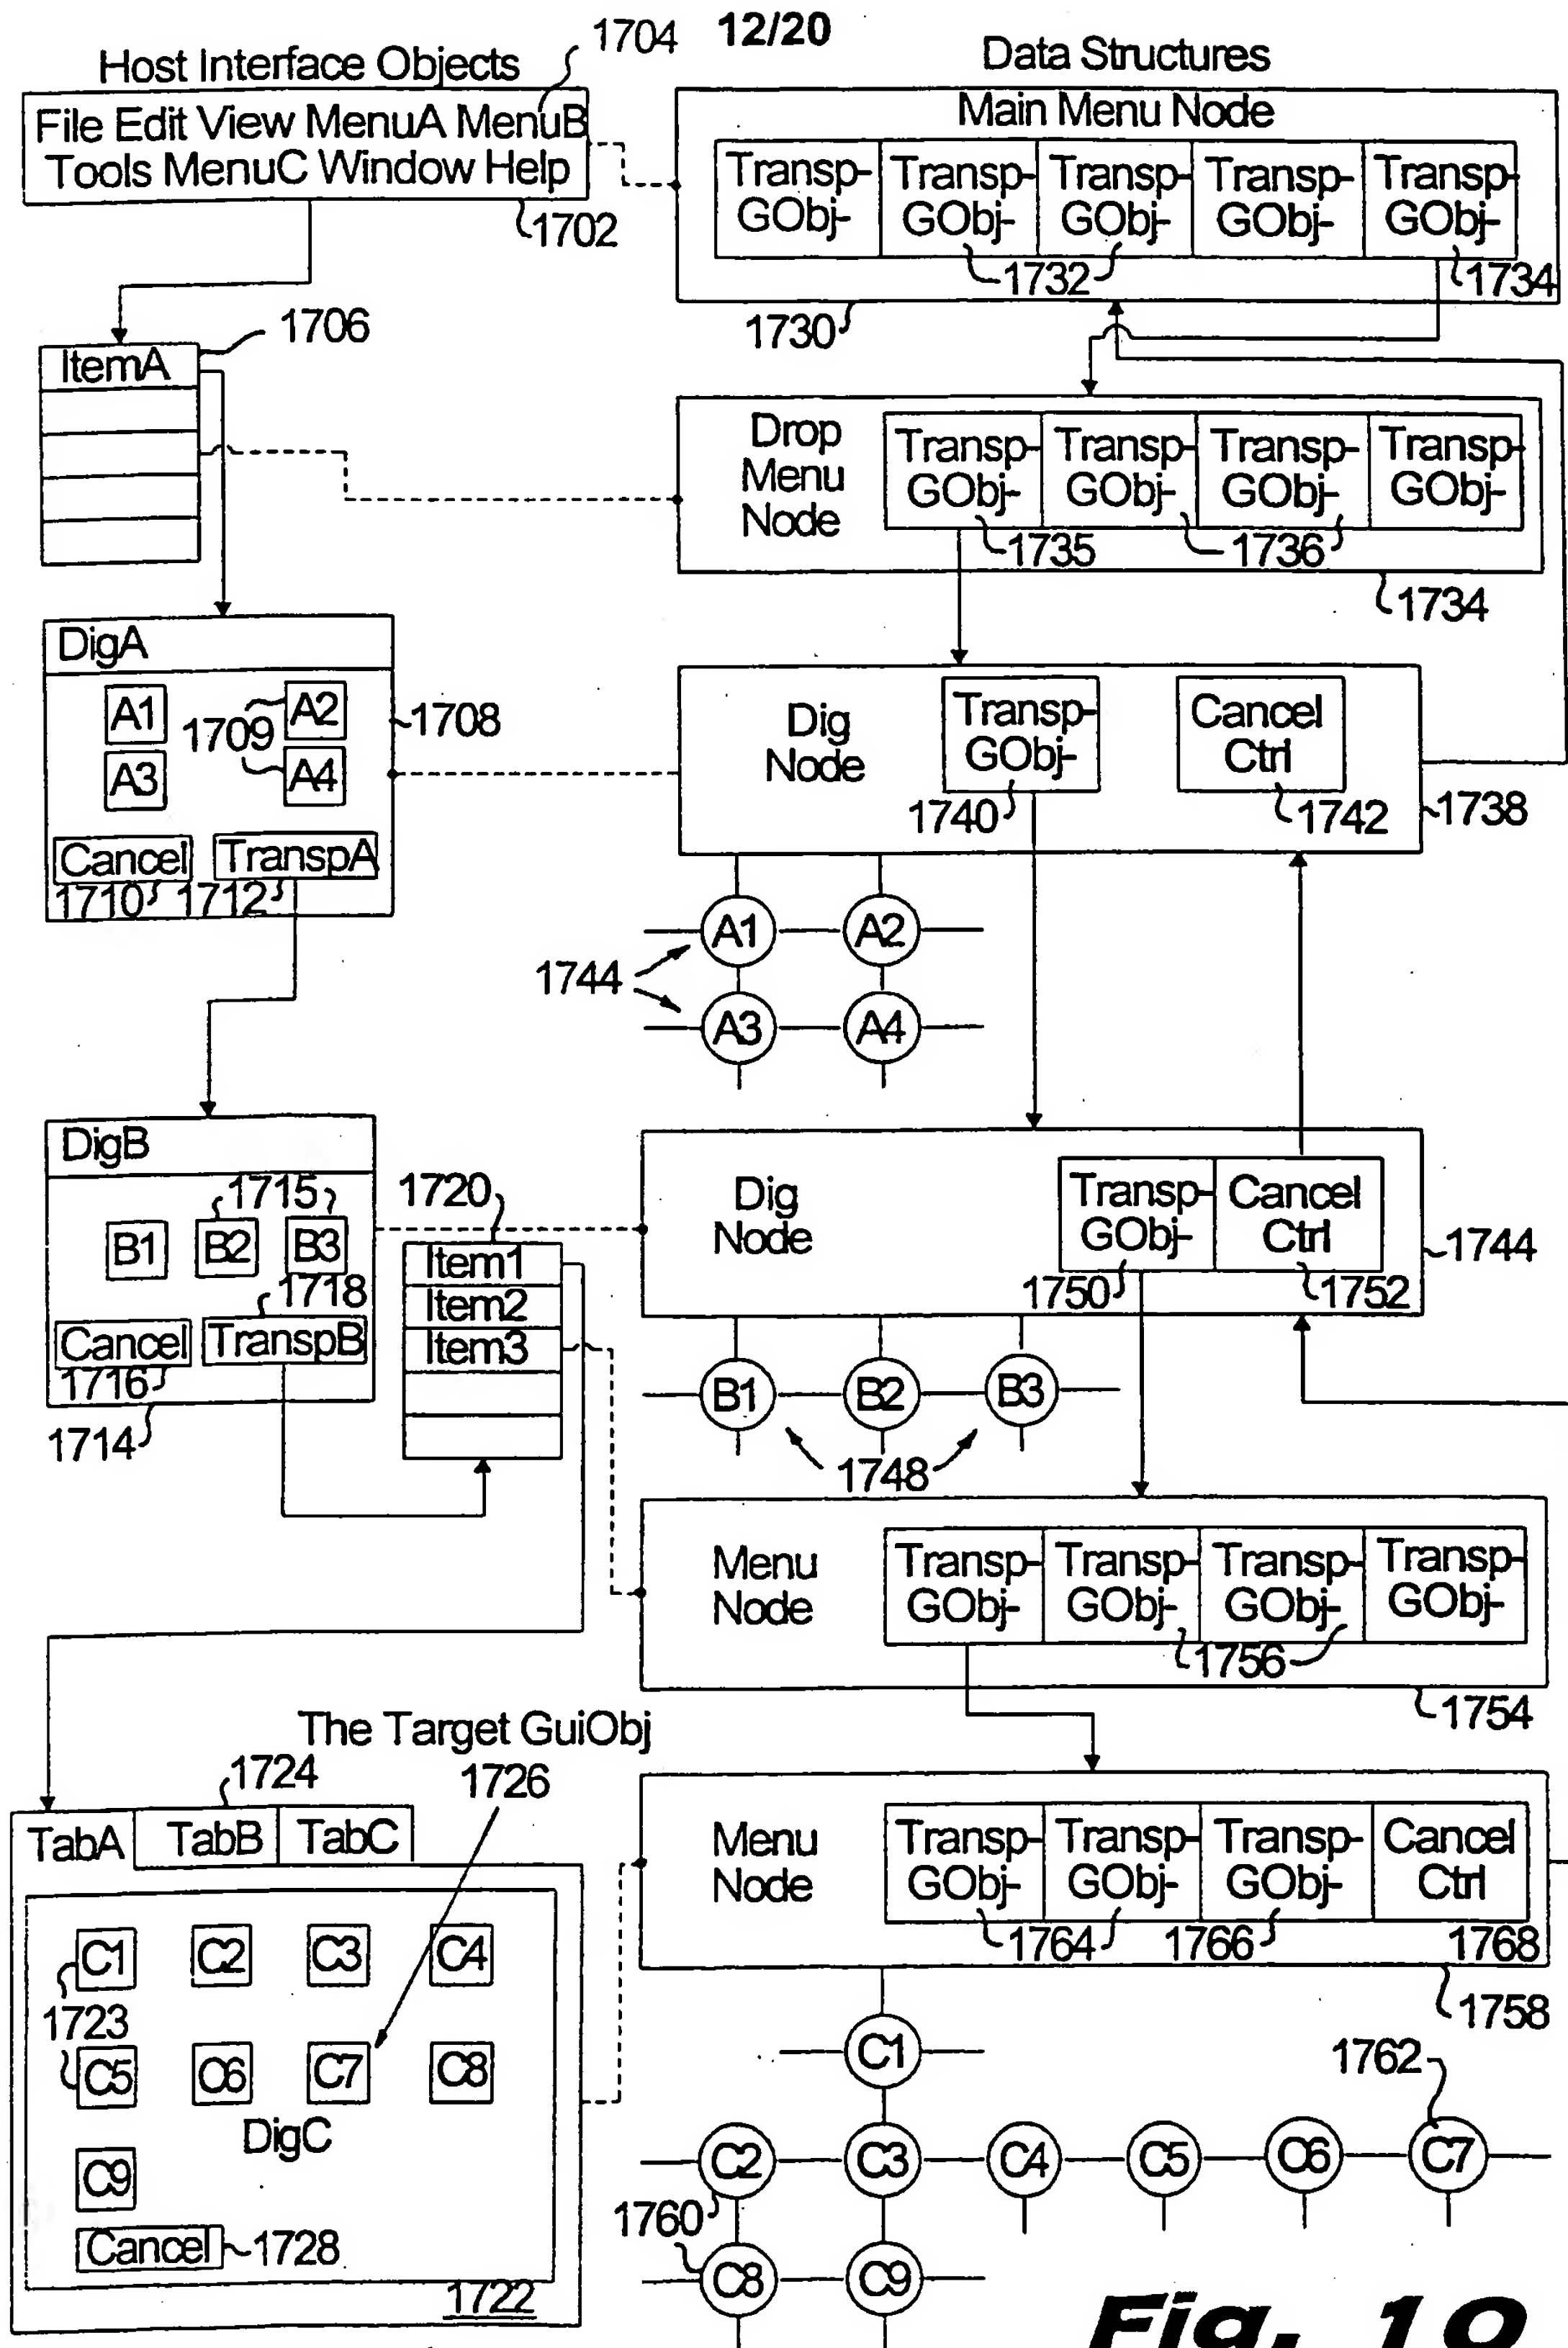 12/20
Host Interface Objects
1704
File Edit View MenuA MenuB
Tools MenuC Window Help
1702
1706
ItemA
DigA
A1
A2
1709
A3
A4
1708
Cancel
TranspA
1710
1712
DigB
1715
1720
B1
B2
B3
1718
Cancel
TranspB
1716
1714
Item1
Item2
Item3
The Target GuiObj
1724
1726
TabA
TabB
TabC
C1
C2
C3
C4
1723
C5
C6
C7
C8
DigC
C9
Cancel
1728
1722
Data Structures
Main Menu Node
Transp- Transp- Transp- Transp- Transp-
GObj- GObj- GObj- GObj- GObj-
1732
1734
1730
Drop
Menu
Node
Transp- Transp- Transp- Transp-
GObj- GObj- GObj- GObj-
1735
1736
1734
Dig
Node
Transp-
GObj-
Cancel
Ctrl
1740
1742
1738
A1
A2
1744
A3
A4
Dig
Node
Transp-
GObj-
Cancel
Ctrl
1744
1750
1752
B1
B2
B3
1748
Menu
Node
Transp- Transp- Transp- Transp-
GObj- GObj- GObj- GObj-
1756
1754
Menu
Node
Transp- Transp- Transp- Cancel
GObj- GObj- GObj- Ctrl
1764
1766
1768
1758
C1
1762
C2
C3
C4
C5
C6
C7
1760
C8
C9
Fig. 10